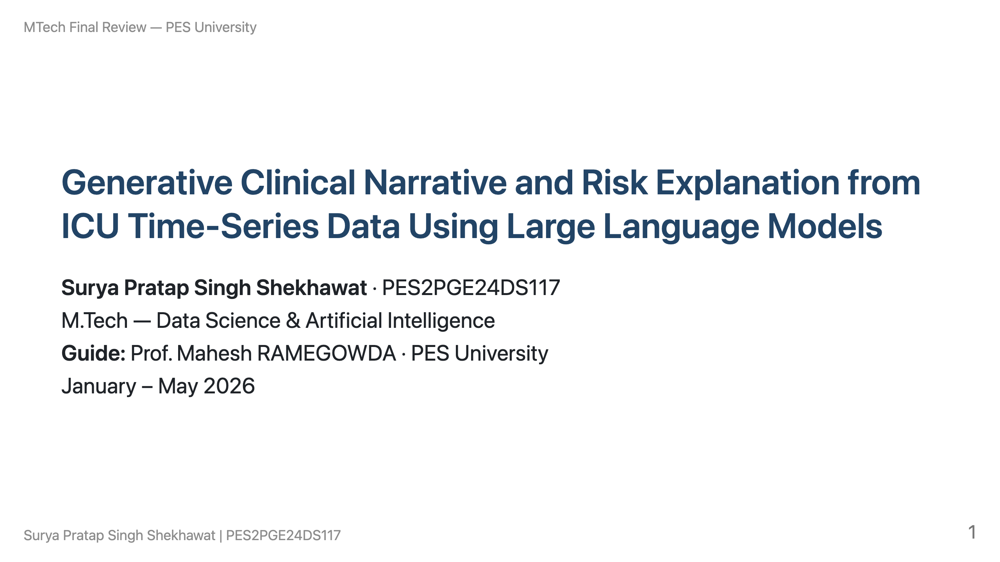 MTech Final Review — PES University
Generative Clinical Narrative and Risk Explanation from
ICU Time-Series Data Using Large Language Models
Surya Pratap Singh Shekhawat · PES2PGE24DS117
M.Tech — Data Science & Artificial Intelligence
Guide: Prof. Mahesh RAMEGOWDA · PES University
January – May 2026
Surya Pratap Singh Shekhawat | PES2PGE24DS117
1